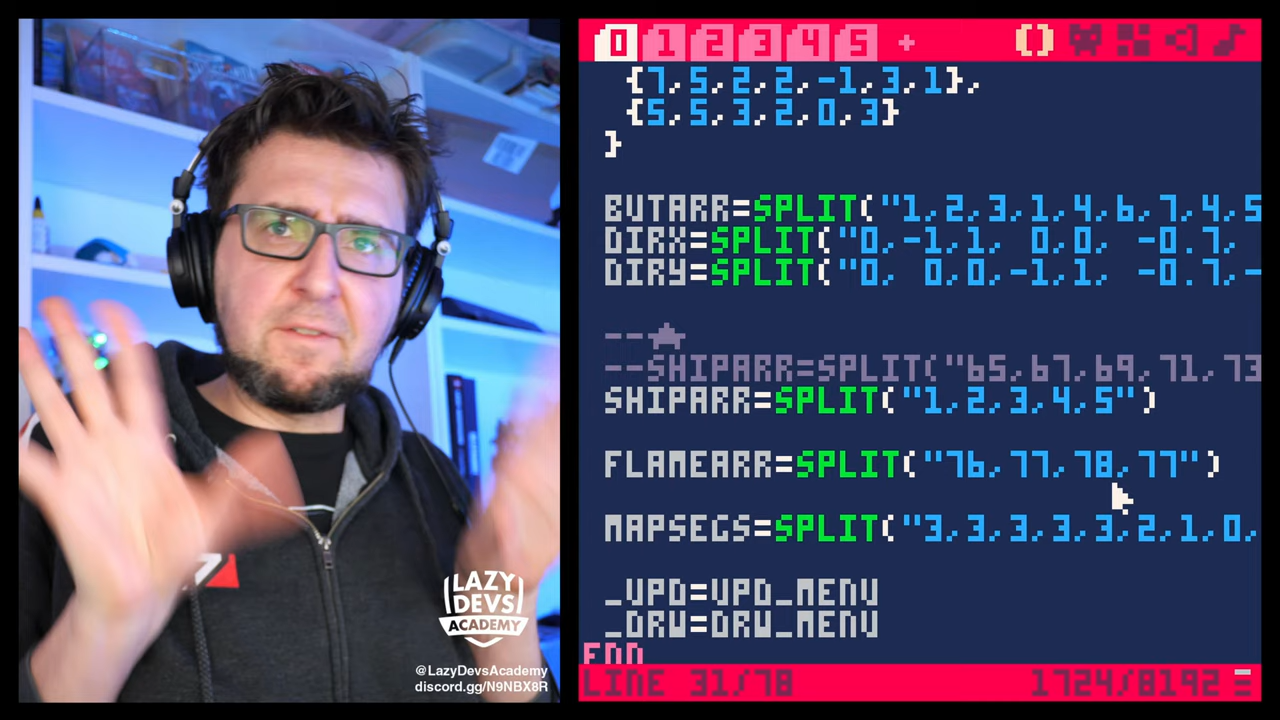 LAZY
DEVS
ACADEMY
@LazyDevsAcademy
discord.gg/N9NBX8R
0 1 2 3 4 5 +
{7,5,2,2,-1,3,1},
{5,5,3,2,0,3}
}
BUTARR=SPLIT("1,2,3,1,4,6,7,4,5
DIRX=SPLIT("0,-1,1, 0,0, -0.7,
DIRY=SPLIT("0, 0,0,-1,1, -0.7,-
--
--SHIPARR=SPLIT("65,67,69,71,73
SHIPARR=SPLIT("1,2,3,4,5")
FLAMEARR=SPLIT("76,77,78,77")
MAPSEGS=SPLIT("3,3,3,3,3,2,1,0,
_UPD=UPD_MENU
_DRW=DRW_MENU
END
LINE 31/78
1724/8192